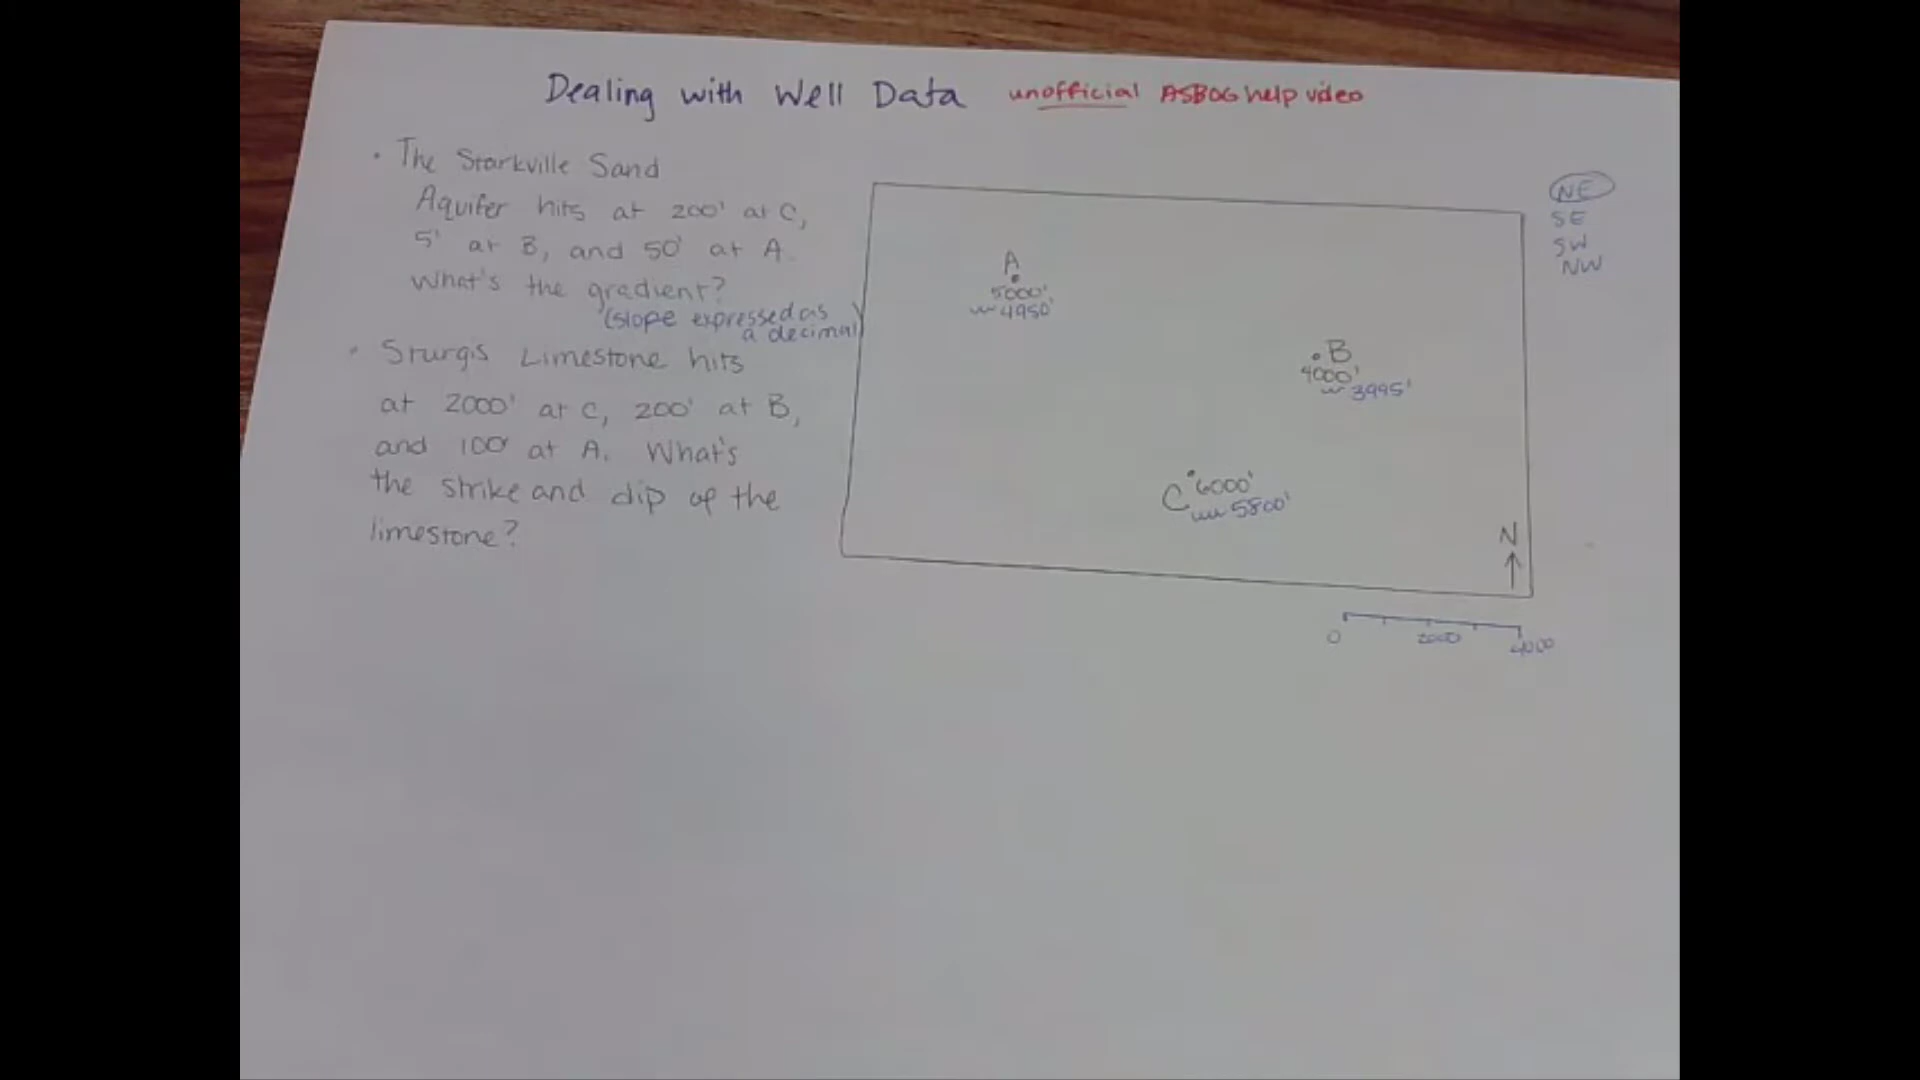 Dealing with Well Data unofficial ASBOG help video
• The Starkville Sand
Aquifer hits at 200' at C,
5' at B, and 50' at A.
What's the gradient?
(slope expressed as
a decimal)
• Sturgis Limestone hits
at 2000' at C, 200' at B,
and 100' at A. What's
the strike and dip of the
limestone?
A
5000'
4950'
B
4000'
3995'
C 6000'
5800'
N
NE
SE
SW
NW
0 2000 4000